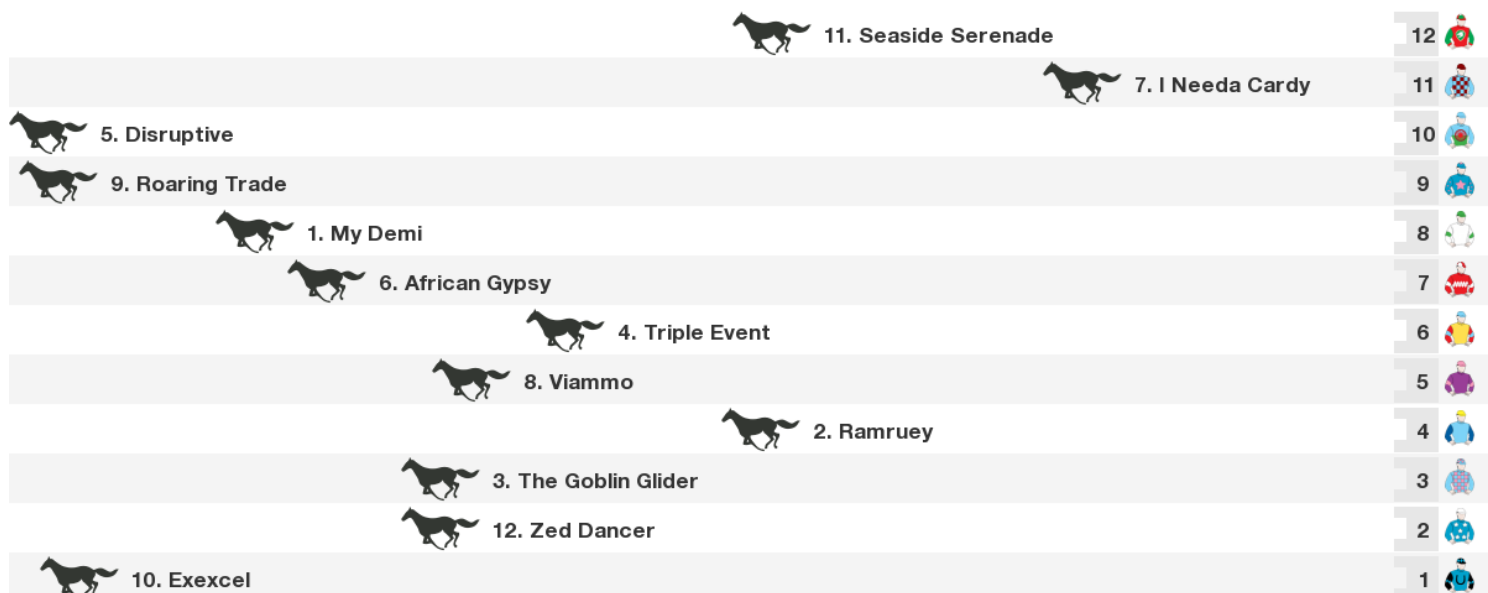 11. Seaside Serenade 12
7. I Needa Cardy 11
5. Disruptive 10
9. Roaring Trade 9
1. My Demi 8
6. African Gypsy 7
4. Triple Event 6
8. Viammo 5
2. Ramruey 4
3. The Goblin Glider 3
12. Zed Dancer 2
10. Exexcel 1